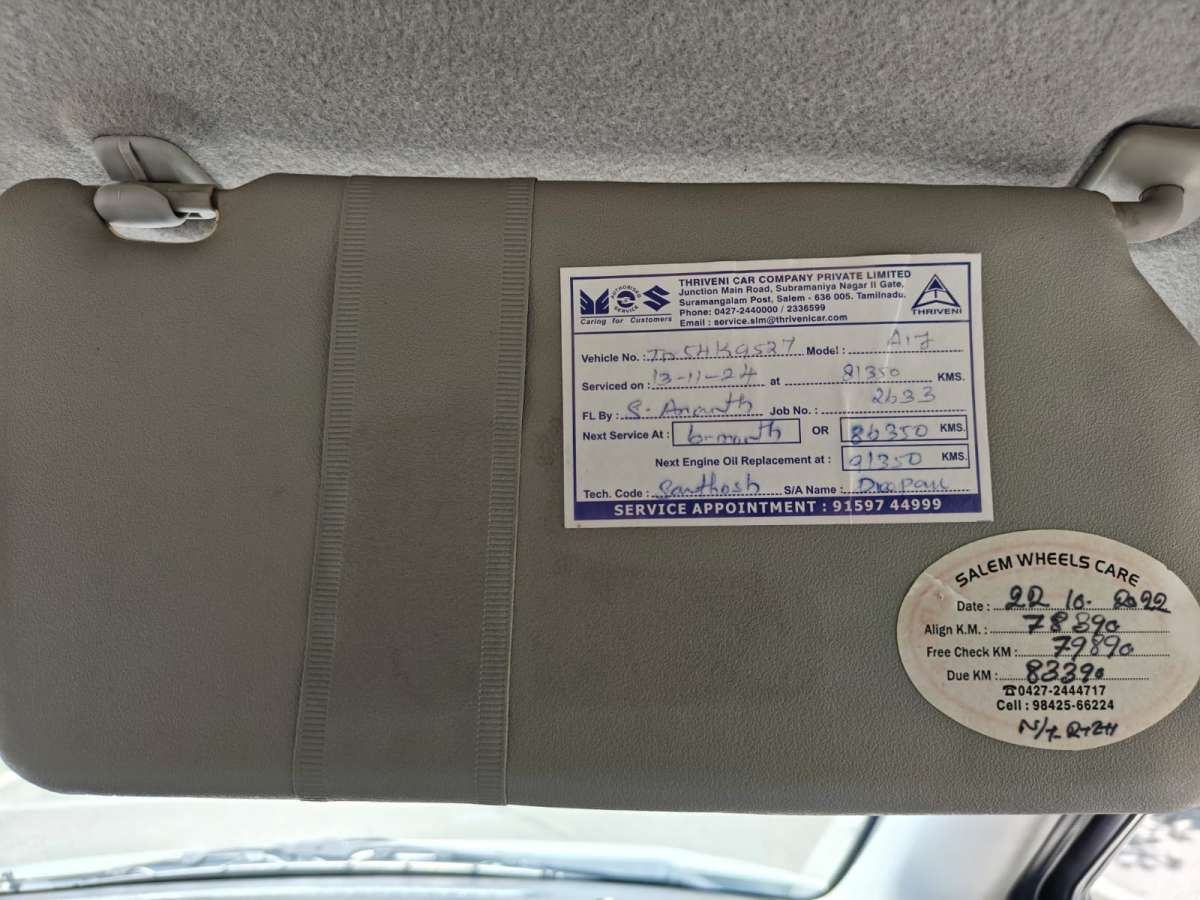 THRIVENI CAR COMPANY PRIVATE LIMITED
Junction Main Road, Subramaniya Nagar II Gate,
Suramangalam Post, Salem - 636 005. Tamilnadu.
Phone: 0427-2440000 / 2336599
Email : service.slm@thrivenicar.com
AUTHORISED SERVICE
Caring for Customers
THRIVENI
Vehicle No. : TN54K9527 Model :
Serviced on : 13-11-24 at 81350 KMS.
FL By : S. Ananth Job No. : 2633
Next Service At : 6-month OR 86350 KMS.
Next Engine Oil Replacement at : 91350 KMS.
Tech. Code : Santhosh S/A Name :
SERVICE APPOINTMENT : 91597 44999
SALEM WHEELS CARE
Date : 22 10. 2022
Align K.M. : 78890
Free Check KM : 79890
Due KM : 83390
☎0427-2444717
Cell : 98425-66224